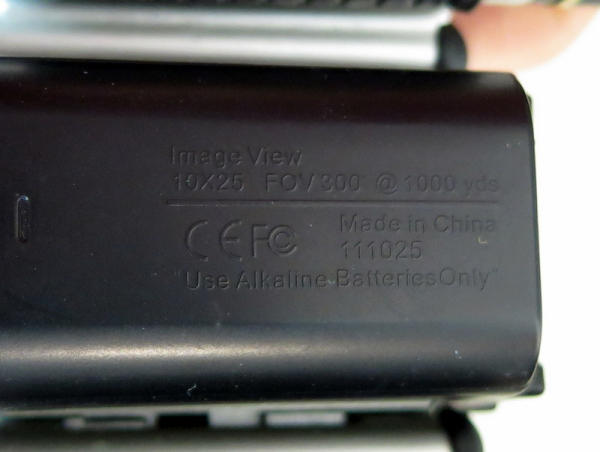 Image View
10X25 FOV 300' @ 1000 yds
Made in China
CE FC 111025
"Use Alkaline Batteries Only"